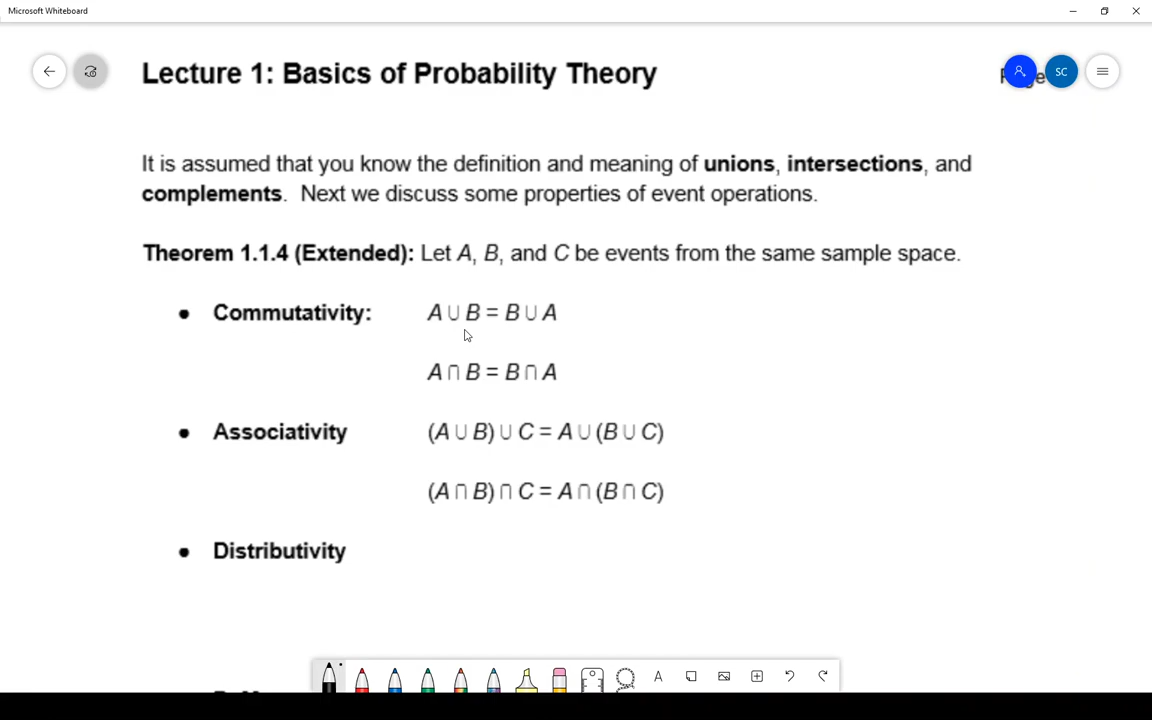 Microsoft Whiteboard
Lecture 1: Basics of Probability Theory
SC
It is assumed that you know the definition and meaning of unions, intersections, and
complements. Next we discuss some properties of event operations.
Theorem 1.1.4 (Extended): Let A, B, and C be events from the same sample space.
● Commutativity: A ∪ B = B ∪ A
A ∩ B = B ∩ A
● Associativity (A ∪ B) ∪ C = A ∪ (B ∪ C)
(A ∩ B) ∩ C = A ∩ (B ∩ C)
● Distributivity
A